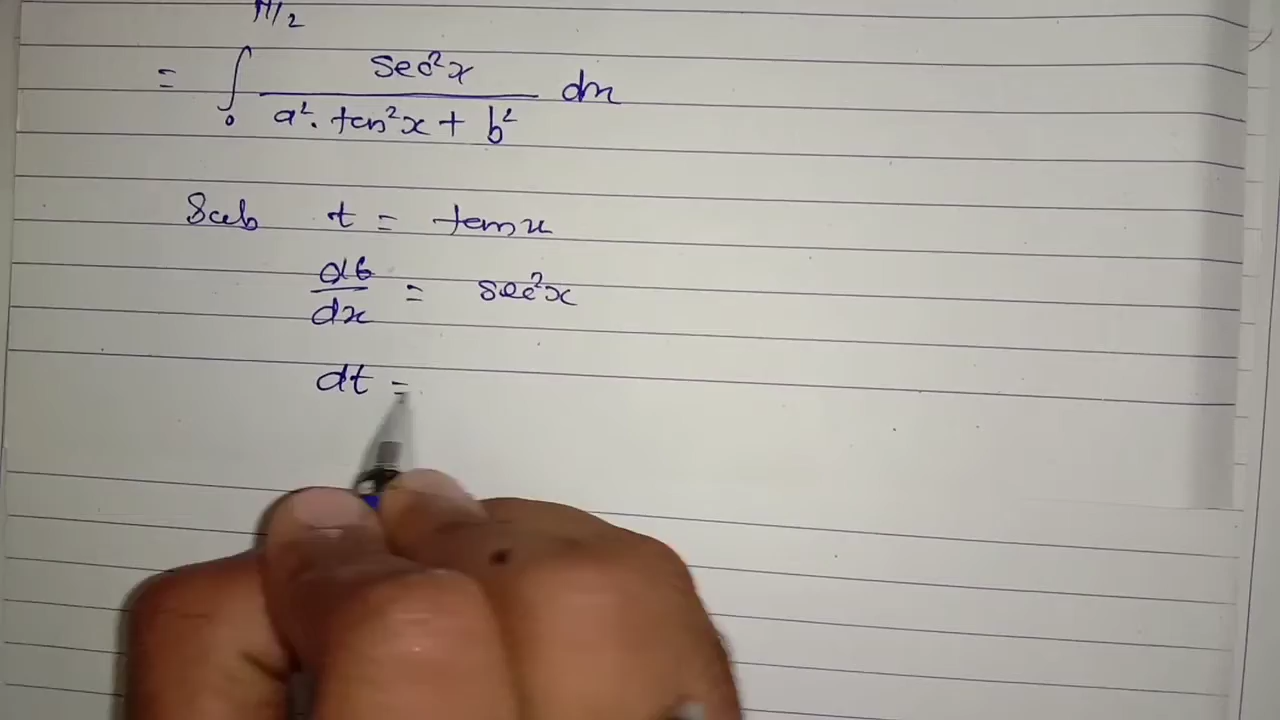 π/2
= ∫₀ sec²x / (a². tan²x + b²) dx
Sub t = tanx
dt/dx = sec²x
dt =